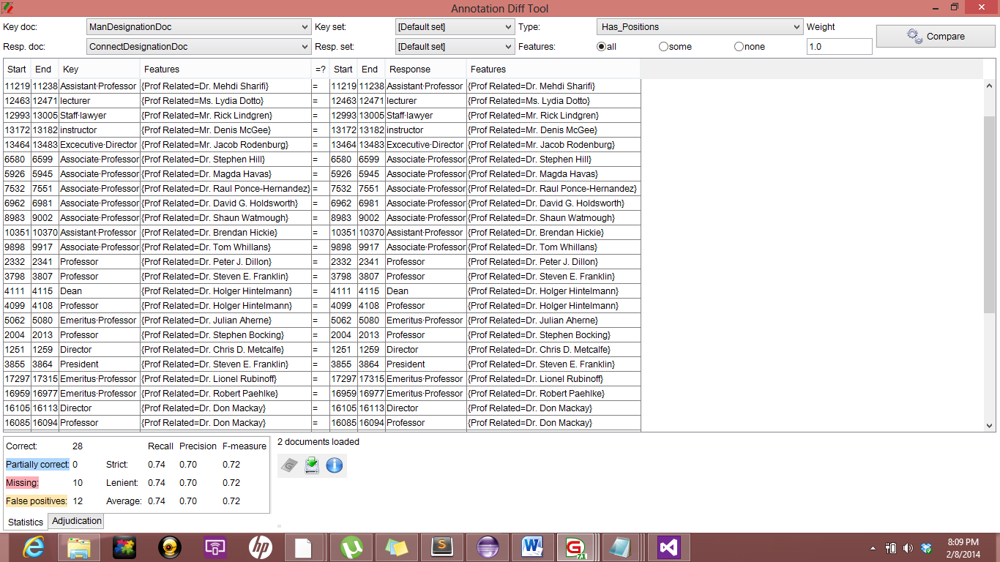 Annotation Diff Tool
Key doc: ManDesignationDoc Key set: [Default set] Type: Has_Positions Weight
Resp. doc: ConnectDesignationDoc Resp. set: [Default set] Features: all some none 1.0 Compare
Start End Key Features =? Start End Response Features
11219 11238 Assistant·Professor {Prof Related=Dr. Mehdi Sharifi} = 11219 11238 Assistant·Professor {Prof Related=Dr. Mehdi Sharifi}
12463 12471 lecturer {Prof Related=Ms. Lydia Dotto} = 12463 12471 lecturer {Prof Related=Ms. Lydia Dotto}
12993 13005 Staff·lawyer {Prof Related=Mr. Rick Lindgren} = 12993 13005 Staff·lawyer {Prof Related=Mr. Rick Lindgren}
13172 13182 instructor {Prof Related=Mr. Denis McGee} = 13172 13182 instructor {Prof Related=Mr. Denis McGee}
13464 13483 Excecutive·Director {Prof Related=Mr. Jacob Rodenburg} = 13464 13483 Excecutive·Director {Prof Related=Mr. Jacob Rodenburg}
6580 6599 Associate·Professor {Prof Related=Dr. Stephen Hill} = 6580 6599 Associate·Professor {Prof Related=Dr. Stephen Hill}
5926 5945 Associate·Professor {Prof Related=Dr. Magda Havas} = 5926 5945 Associate·Professor {Prof Related=Dr. Magda Havas}
7532 7551 Associate·Professor {Prof Related=Dr. Raul Ponce-Hernandez} = 7532 7551 Associate·Professor {Prof Related=Dr. Raul Ponce-Hernandez}
6962 6981 Associate·Professor {Prof Related=Dr. David G. Holdsworth} = 6962 6981 Associate·Professor {Prof Related=Dr. David G. Holdsworth}
8983 9002 Associate·Professor {Prof Related=Dr. Shaun Watmough} = 8983 9002 Associate·Professor {Prof Related=Dr. Shaun Watmough}
10351 10370 Assistant·Professor {Prof Related=Dr. Brendan Hickie} = 10351 10370 Assistant·Professor {Prof Related=Dr. Brendan Hickie}
9898 9917 Associate·Professor {Prof Related=Dr. Tom Whillans} = 9898 9917 Associate·Professor {Prof Related=Dr. Tom Whillans}
2332 2341 Professor {Prof Related=Dr. Peter J. Dillon} = 2332 2341 Professor {Prof Related=Dr. Peter J. Dillon}
3798 3807 Professor {Prof Related=Dr. Steven E. Franklin} = 3798 3807 Professor {Prof Related=Dr. Steven E. Franklin}
4111 4115 Dean {Prof Related=Dr. Holger Hintelmann} = 4111 4115 Dean {Prof Related=Dr. Holger Hintelmann}
4099 4108 Professor {Prof Related=Dr. Holger Hintelmann} = 4099 4108 Professor {Prof Related=Dr. Holger Hintelmann}
5062 5080 Emeritus·Professor {Prof Related=Dr. Julian Aherne} = 5062 5080 Emeritus·Professor {Prof Related=Dr. Julian Aherne}
2004 2013 Professor {Prof Related=Dr. Stephen Bocking} = 2004 2013 Professor {Prof Related=Dr. Stephen Bocking}
1251 1259 Director {Prof Related=Dr. Chris D. Metcalfe} = 1251 1259 Director {Prof Related=Dr. Chris D. Metcalfe}
3855 3864 President {Prof Related=Dr. Steven E. Franklin} = 3855 3864 President {Prof Related=Dr. Steven E. Franklin}
17297 17315 Emeritus·Professor {Prof Related=Dr. Lionel Rubinoff} = 17297 17315 Emeritus·Professor {Prof Related=Dr. Lionel Rubinoff}
16959 16977 Emeritus·Professor {Prof Related=Dr. Robert Paehlke} = 16959 16977 Emeritus·Professor {Prof Related=Dr. Robert Paehlke}
16105 16113 Director {Prof Related=Dr. Don Mackay} = 16105 16113 Director {Prof Related=Dr. Don Mackay}
16085 16094 Professor {Prof Related=Dr. Don Mackay} = 16085 16094 Professor {Prof Related=Dr. Don Mackay}
Correct: 28 Recall Precision F-measure 2 documents loaded
Partially correct: 0 Strict: 0.74 0.70 0.72
Missing: 10 Lenient: 0.74 0.70 0.72
False positives: 12 Average: 0.74 0.70 0.72
Statistics Adjudication
8:09 PM
2/8/2014